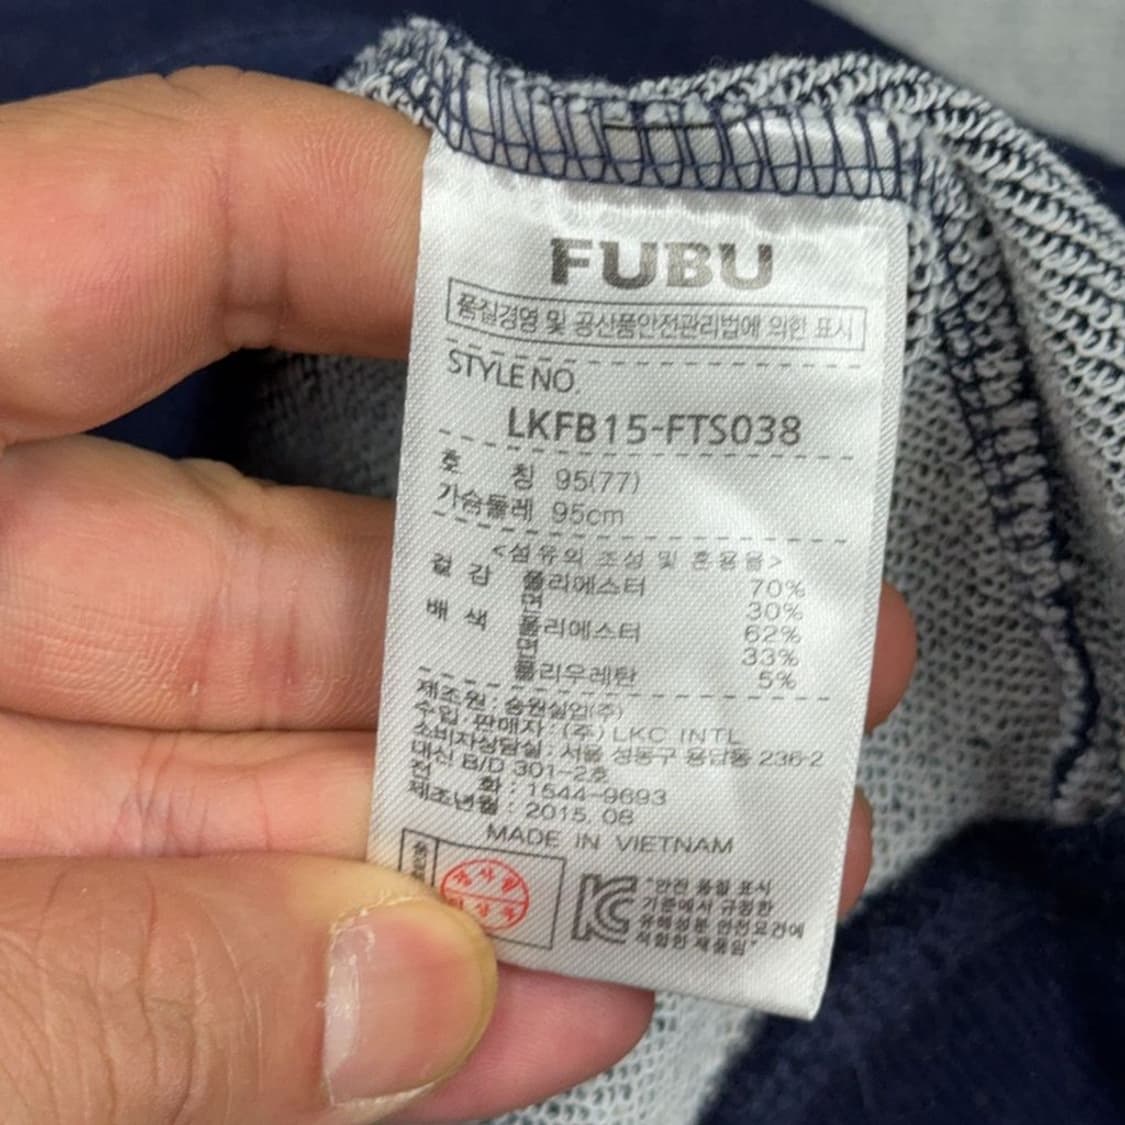 FUBU
품질경영 및 공산품안전관리법에 의한 표시
STYLE NO.
LKFB15-FTS038
호 칭 95(77)
가슴둘레 95cm
<섬유의 조성 및 혼용율>
겉 감 폴리에스터 70%
면 30%
배 색 폴리에스터 62%
면 33%
폴리우레탄 5%
제조원 : 숭원실업(주)
수입.판매자 : (주) LKC INTL
소비자상담실 : 서울 성동구 용답동 236-2
대신 B/D 301-2호
전 화 : 1544-9693
제조년월 : 2015. 08
MADE IN VIETNAM
"안전 품질 표시
기준에서 규정한
유해성분 안전요건에
적합한 제품임"